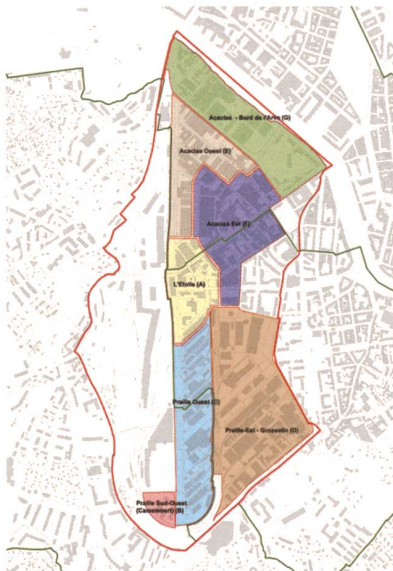 Acacias - Bord de l'Arve (G)
Acacias Ouest (E)
Acacias Est (F)
L'Etoile (A)
Praille Ouest (C)
Praille-Est - Grosselin (D)
Praille Sud-Ouest
(Camembert) (B)